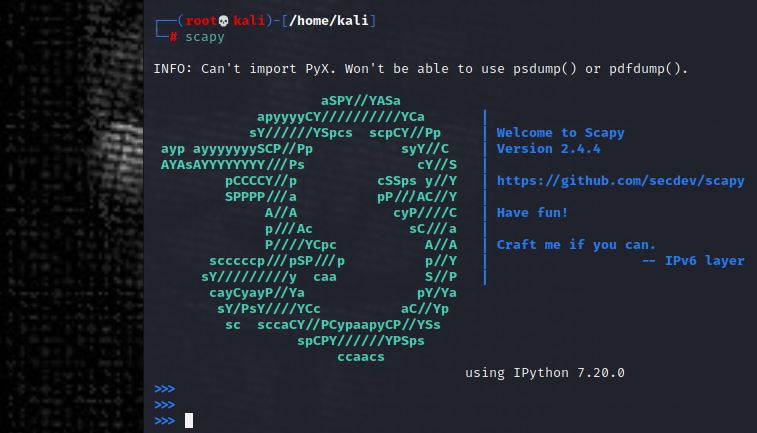 ┌──(root💀kali)-[/home/kali]
└─# scapy
INFO: Can't import PyX. Won't be able to use psdump() or pdfdump().
                     aSPY//YASa
             apyyyyCY//////////YCa       |
            sY//////YSpcs  scpCY//Pp     | Welcome to Scapy
 ayp ayyyyyyySCP//Pp           syY//C    | Version 2.4.4
 AYAsAYYYYYYYY///Ps              cY//S   |
         pCCCCY//p          cSSps y//Y   | https://github.com/secdev/scapy
         SPPPP///a          pP///AC//Y   |
              A//A            cyP////C   | Have fun!
              p///Ac            sC///a   |
              P////YCpc           A//A   | Craft me if you can.
       scccccp///pSP///p          p//Y   |                   -- IPv6 layer
      sY/////////y  caa           S//P   |
       cayCyayP//Ya              pY/Ya
        sY/PsY////YCc          aC//Yp
         sc  sccaCY//PCypaapyCP//YSs
                  spCPY//////YPSps
                       ccaacs
                                       using IPython 7.20.0
>>>
>>>
>>>